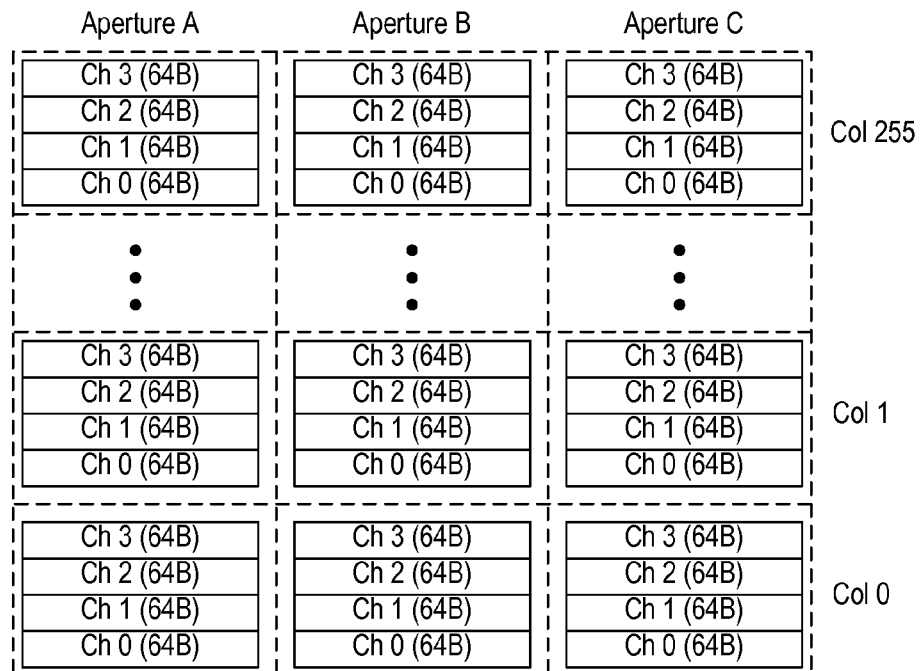 Aperture A Aperture B Aperture C
Ch 3 (64B) Ch 3 (64B) Ch 3 (64B)
Ch 2 (64B) Ch 2 (64B) Ch 2 (64B)
Col 255
Ch 1 (64B) Ch 1 (64B) Ch 1 (64B)
Ch 0 (64B) Ch 0 (64B) Ch 0 (64B)
Ch 3 (64B) Ch 3 (64B) Ch 3 (64B)
Ch 2 (64B) Ch 2 (64B) Ch 2 (64B)
Col 1
Ch 1 (64B) Ch 1 (64B) Ch 1 (64B)
Ch 0 (64B) Ch 0 (64B) Ch 0 (64B)
Ch 3 (64B) Ch 3 (64B) Ch 3 (64B)
Ch 2 (64B) Ch 2 (64B) Ch 2 (64B)
Col 0
Ch 1 (64B) Ch 1 (64B) Ch 1 (64B)
Ch 0 (64B) Ch 0 (64B) Ch 0 (64B)